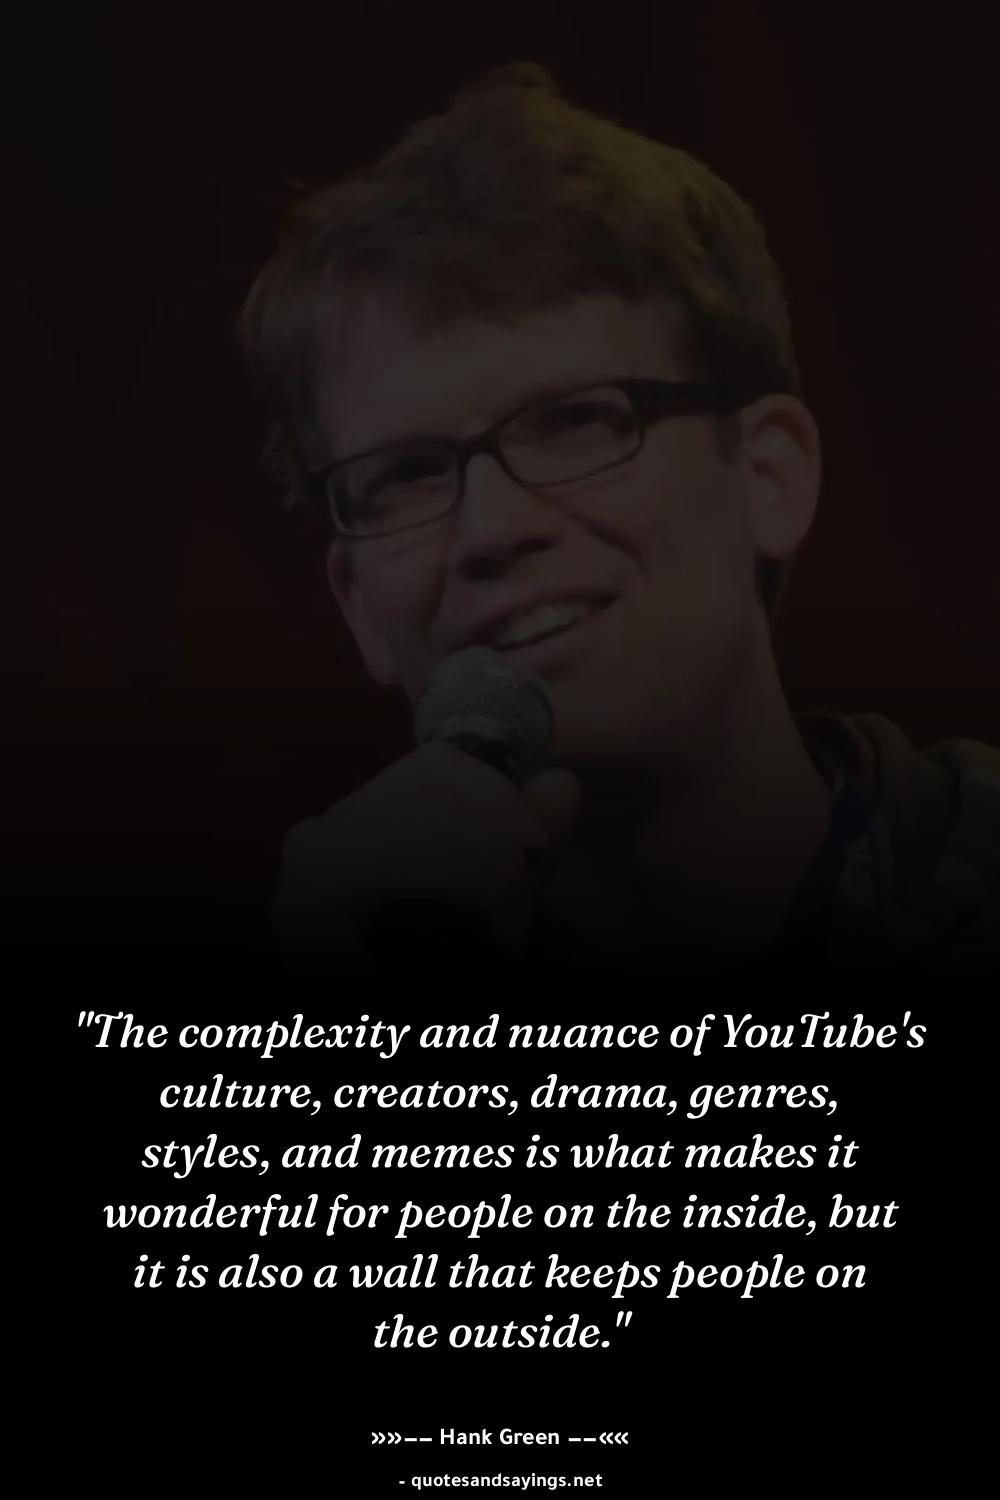 "The complexity and nuance of YouTube's
culture, creators, drama, genres,
styles, and memes is what makes it
wonderful for people on the inside, but
it is also a wall that keeps people on
the outside."
»»−− Hank Green −−««
- quotesandsayings.net